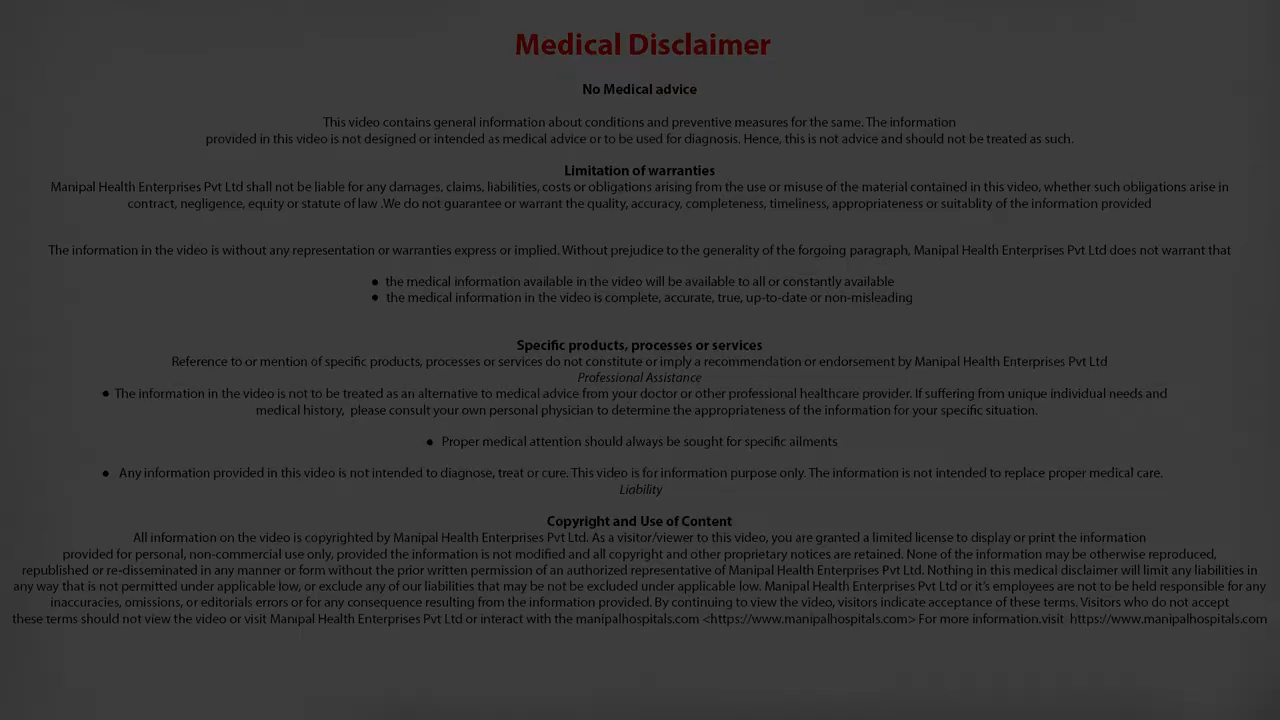 Medical Disclaimer
No Medical advice
This video contains general information about conditions and preventive measures for the same. The information
provided in this video is not designed or intended as medical advice or to be used for diagnosis. Hence, this is not advice and should not be treated as such.
Limitation of warranties
Manipal Health Enterprises Pvt Ltd shall not be liable for any damages, claims, liabilities, costs or obligations arising from the use or misuse of the material contained in this video, whether such obligations arise in
contract, negligence, equity or statute of law .We do not guarantee or warrant the quality, accuracy, completeness, timeliness, appropriateness or suitablity of the information provided
The information in the video is without any representation or warranties express or implied. Without prejudice to the generality of the forgoing paragraph, Manipal Health Enterprises Pvt Ltd does not warrant that
● the medical information available in the video will be available to all or constantly available
● the medical information in the video is complete, accurate, true, up-to-date or non-misleading
Specific products, processes or services
Reference to or mention of specific products, processes or services do not constitute or imply a recommendation or endorsement by Manipal Health Enterprises Pvt Ltd
Professional Assistance
● The information in the video is not to be treated as an alternative to medical advice from your doctor or other professional healthcare provider. If suffering from unique individual needs and
medical history, please consult your own personal physician to determine the appropriateness of the information for your specific situation.
● Proper medical attention should always be sought for specific ailments
● Any information provided in this video is not intended to diagnose, treat or cure. This video is for information purpose only. The information is not intended to replace proper medical care.
Liability
Copyright and Use of Content
All information on the video is copyrighted by Manipal Health Enterprises Pvt Ltd. As a visitor/viewer to this video, you are granted a limited license to display or print the information
provided for personal, non-commercial use only, provided the information is not modified and all copyright and other proprietary notices are retained. None of the information may be otherwise reproduced,
republished or re-disseminated in any manner or form without the prior written permission of an authorized representative of Manipal Health Enterprises Pvt Ltd. Nothing in this medical disclaimer will limit any liabilities in
any way that is not permitted under applicable low, or exclude any of our liabilities that may be not be excluded under applicable low. Manipal Health Enterprises Pvt Ltd or it's employees are not to be held responsible for any
inaccuracies, omissions, or editorials errors or for any consequence resulting from the information provided. By continuing to view the video, visitors indicate acceptance of these terms. Visitors who do not accept
these terms should not view the video or visit Manipal Health Enterprises Pvt Ltd or interact with the manipalhospitals.com <https://www.manipalhospitals.com> For more information.visit https://www.manipalhospitals.com